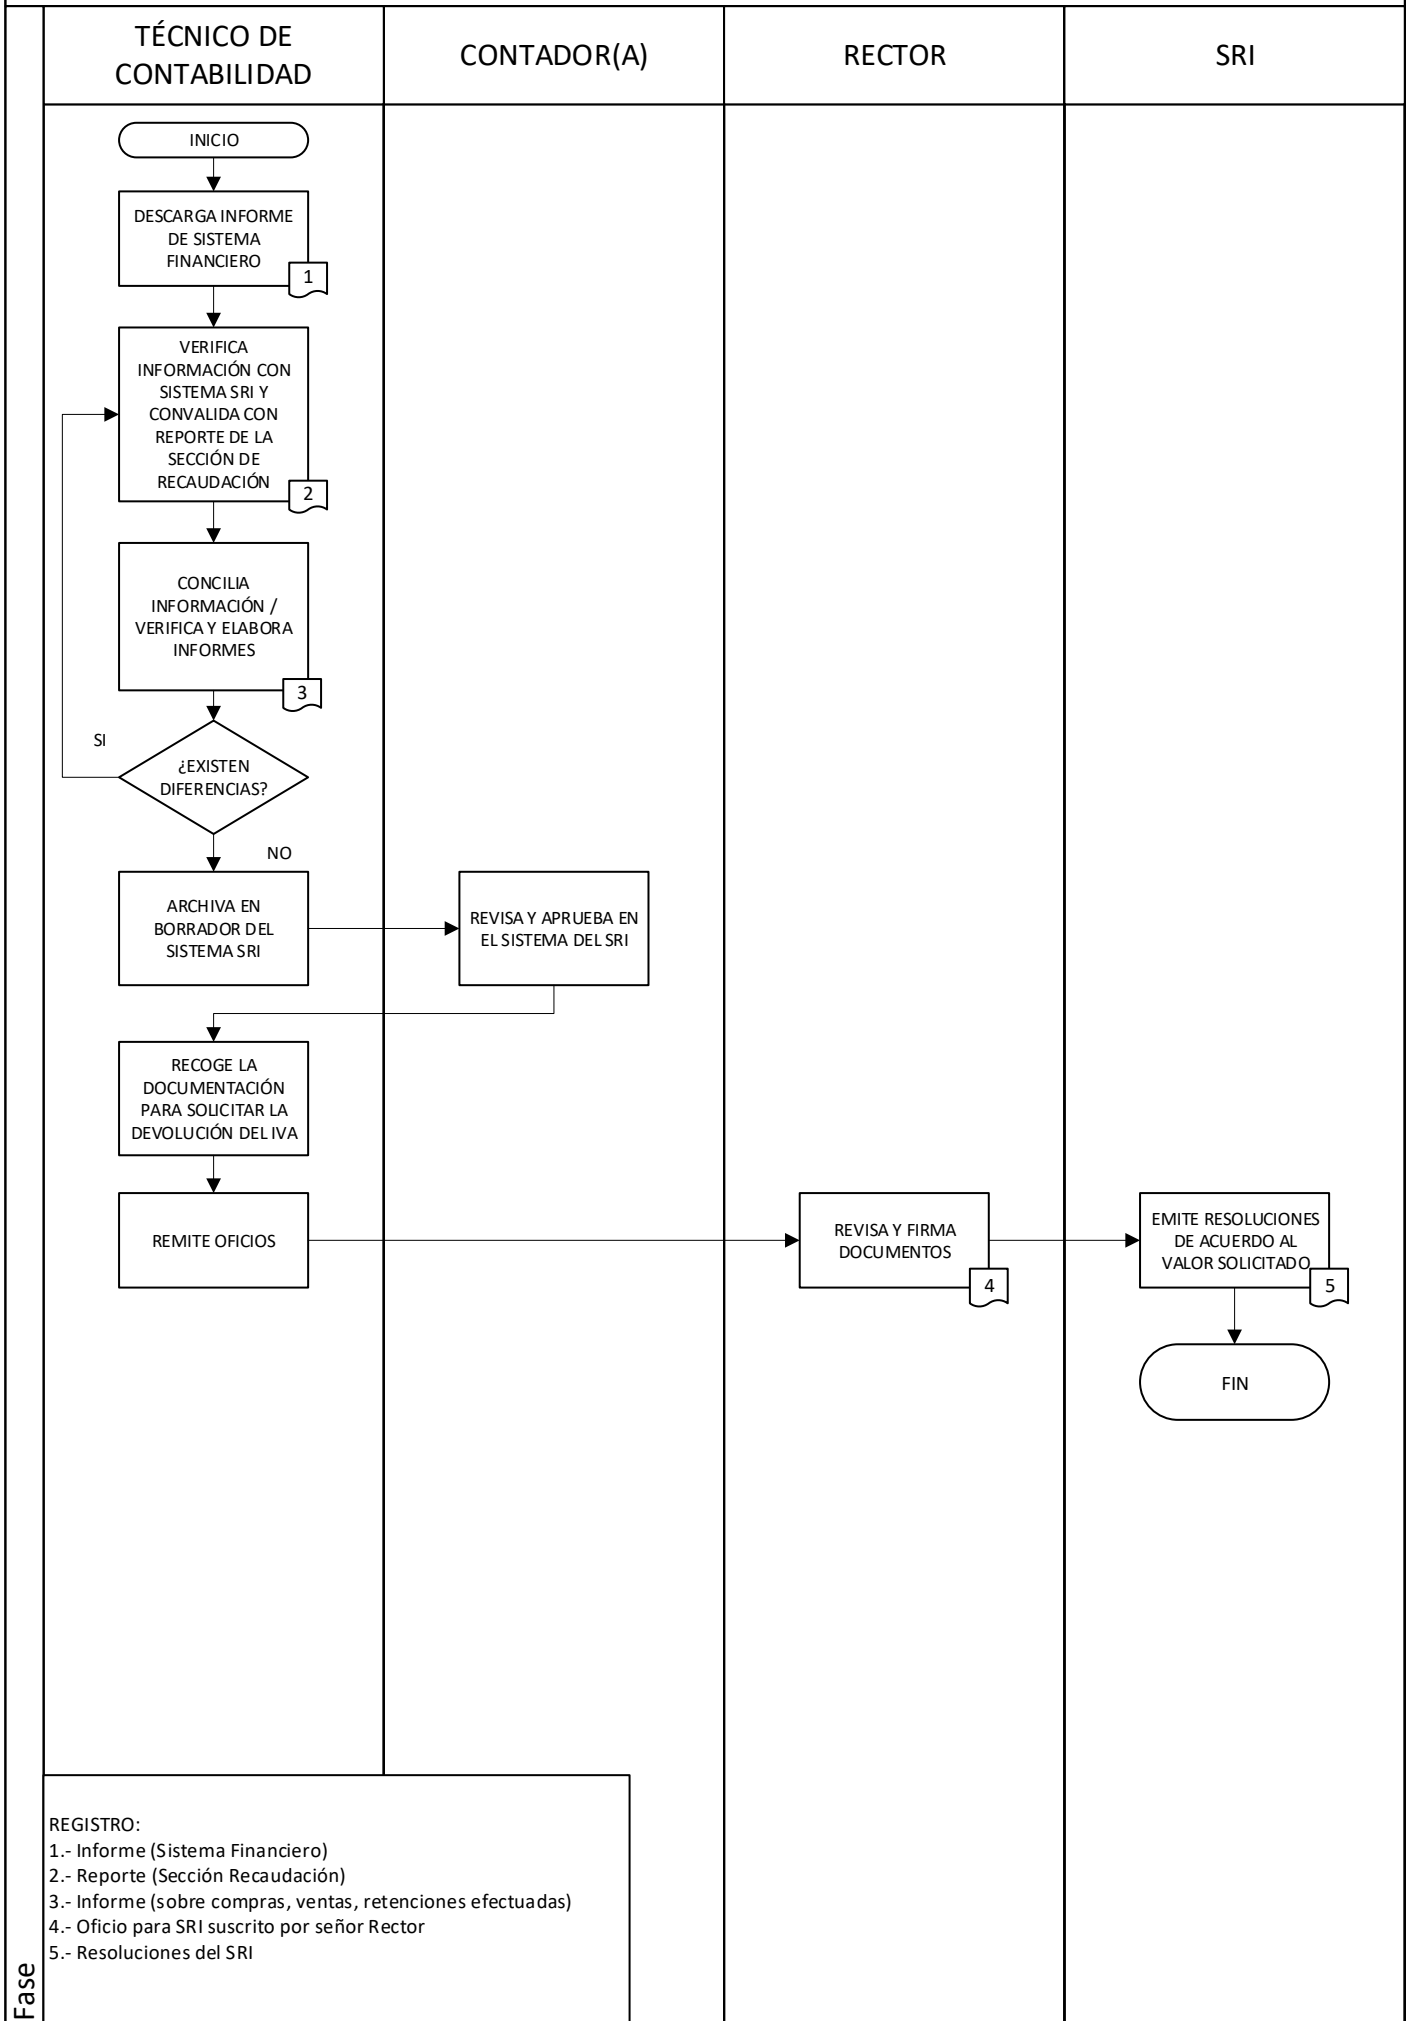 TÉCNICO DE
CONTABILIDAD
CONTADOR(A)
RECTOR
SRI
INICIO
DESCARGA INFORME
DE SISTEMA
FINANCIERO
1
VERIFICA
INFORMACIÓN CON
SISTEMA SRI Y
CONVALIDA CON
REPORTE DE LA
SECCIÓN DE
RECAUDACIÓN
2
CONCILIA
INFORMACIÓN /
VERIFICA Y ELABORA
INFORMES
3
SI
¿EXISTEN
DIFERENCIAS?
NO
ARCHIVA EN
BORRADOR DEL
SISTEMA SRI
REVISA Y APRUEBA EN
EL SISTEMA DEL SRI
RECOGE LA
DOCUMENTACIÓN
PARA SOLICITAR LA
DEVOLUCIÓN DEL IVA
REMITE OFICIOS
REVISA Y FIRMA
DOCUMENTOS
4
EMITE RESOLUCIONES
DE ACUERDO AL
VALOR SOLICITADO
5
FIN
REGISTRO:
1.- Informe (Sistema Financiero)
2.- Reporte (Sección Recaudación)
3.- Informe (sobre compras, ventas, retenciones efectuadas)
4.- Oficio para SRI suscrito por señor Rector
5.- Resoluciones del SRI
Fase